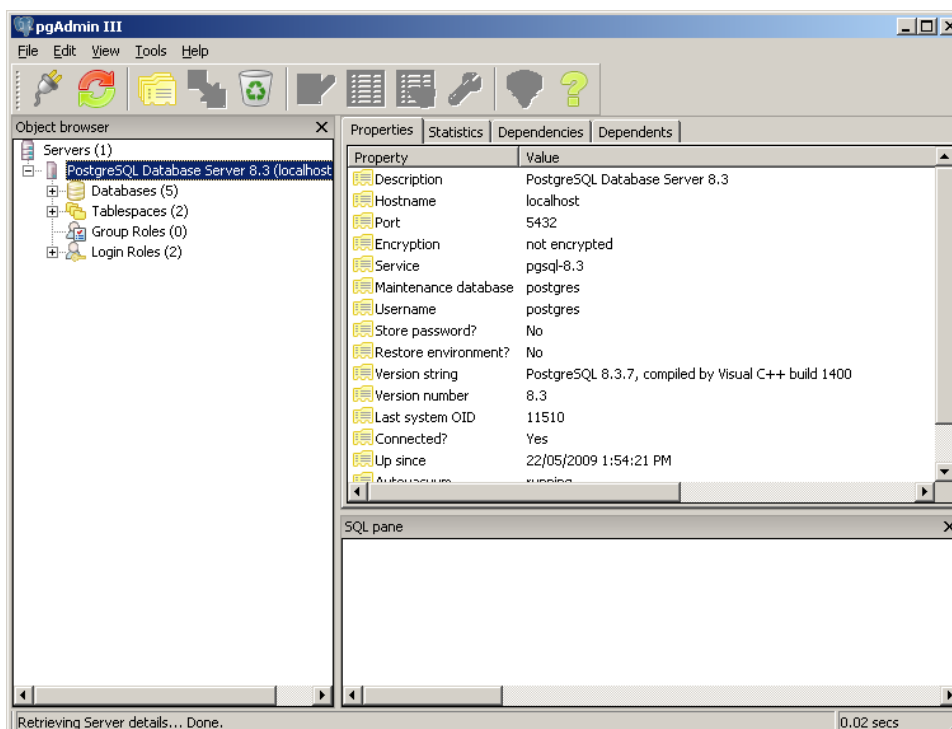 pgAdmin III
File Edit View Tools Help
Object browser
Servers (1)
PostgreSQL Database Server 8.3 (localhost
Databases (5)
Tablespaces (2)
Group Roles (0)
Login Roles (2)
Properties Statistics Dependencies Dependents
Property Value
Description PostgreSQL Database Server 8.3
Hostname localhost
Port 5432
Encryption not encrypted
Service pgsql-8.3
Maintenance database postgres
Username postgres
Store password? No
Restore environment? No
Version string PostgreSQL 8.3.7, compiled by Visual C++ build 1400
Version number 8.3
Last system OID 11510
Connected? Yes
Up since 22/05/2009 1:54:21 PM
Autovacuum running
SQL pane
Retrieving Server details... Done. 0.02 secs